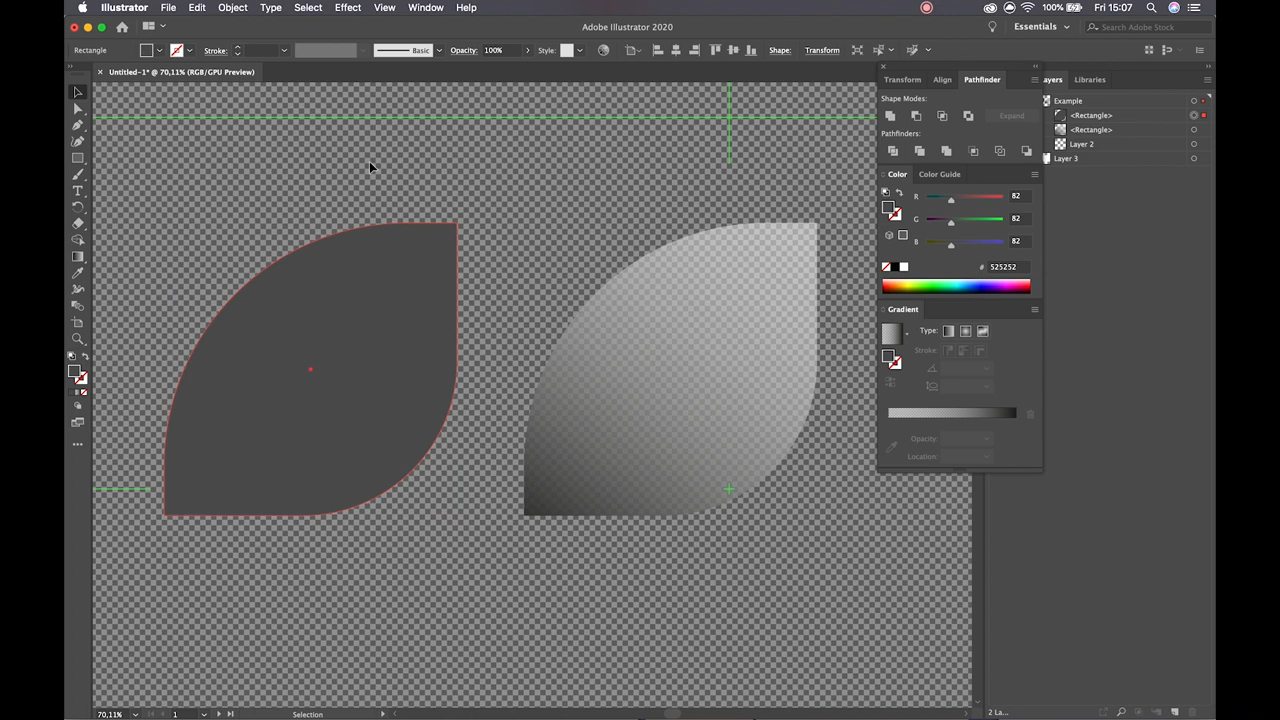 Illustrator File Edit Object Type Select Effect View Window Help 100% Fri 15:07
Adobe Illustrator 2020 Essentials Search Adobe Stock
Rectangle Stroke: Basic Opacity: 100% Style: Shape: Transform
× Untitled-1* @ 70,11% (RGB/GPU Preview)
Transform Align Pathfinder ayers Libraries
Shape Modes:
Expand
Pathfinders:
Example
<Rectangle>
<Rectangle>
Layer 2
Layer 3
Color Color Guide
R 82
G 82
B 82
# 525252
Gradient
Type:
Stroke:
Opacity:
Location:
70,11% 1 Selection 2 La...